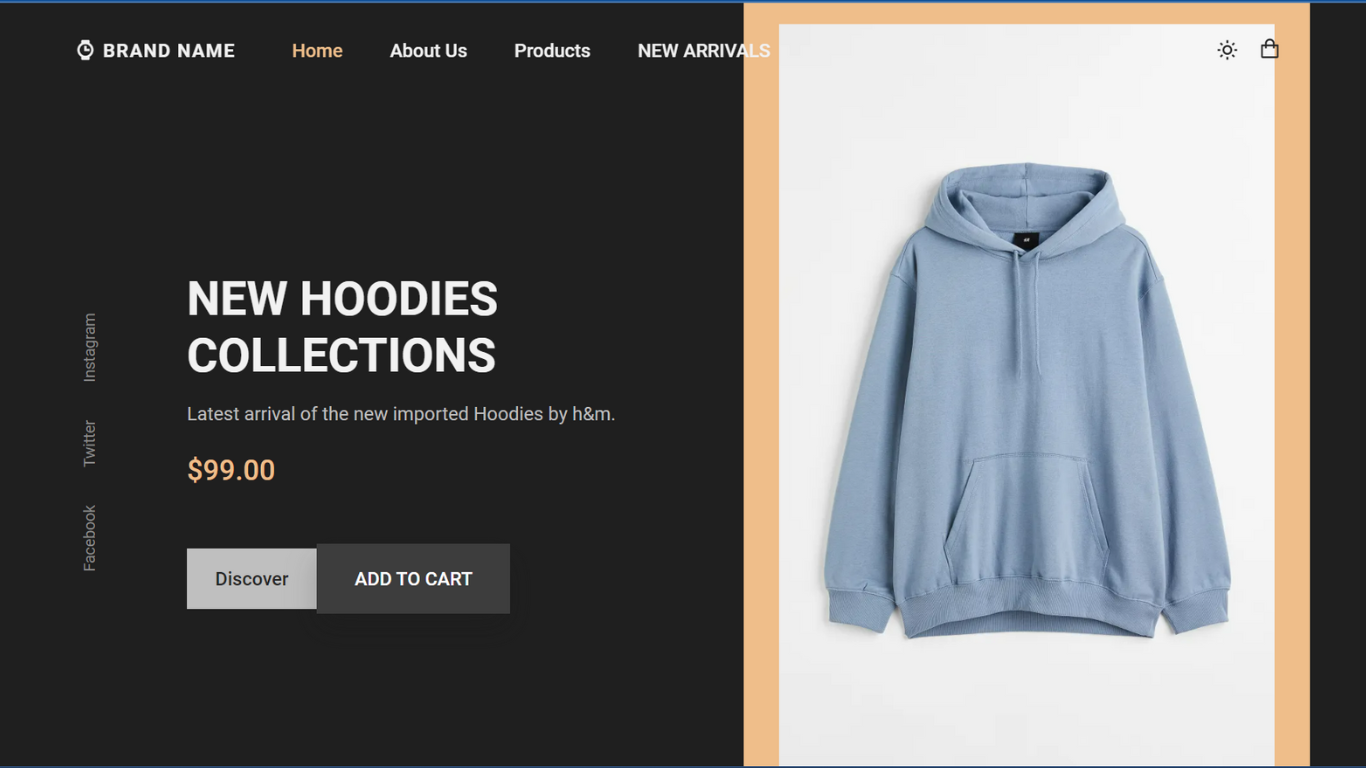 BRAND NAME
Home
About Us
Products
NEW ARRIVALS
NEW HOODIES
COLLECTIONS
Latest arrival of the new imported Hoodies by h&m.
$99.00
Discover
ADD TO CART
Instagram
Twitter
Facebook